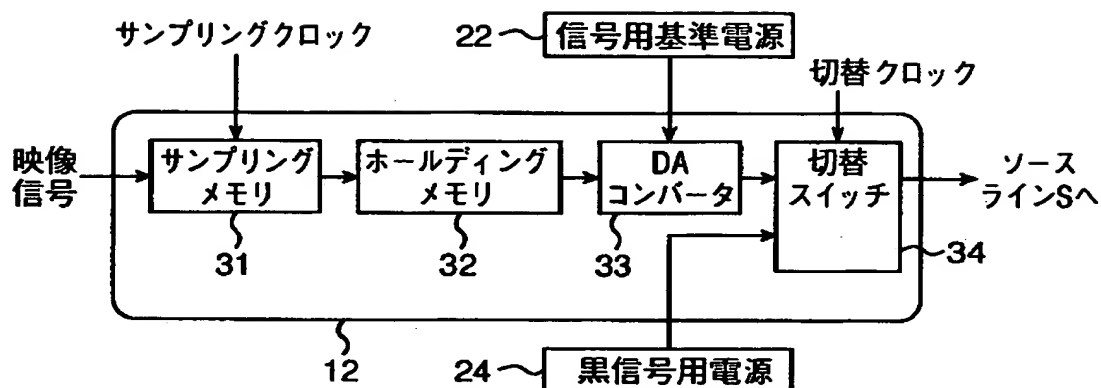 サンプリングクロック
22
信号用基準電源
切替クロック
映像
信号
サンプリング
メモリ
ホールディング
メモリ
DA
コンバータ
切替
スイッチ
ソース
ラインSへ
31
32
33
34
12
24
黒信号用電源